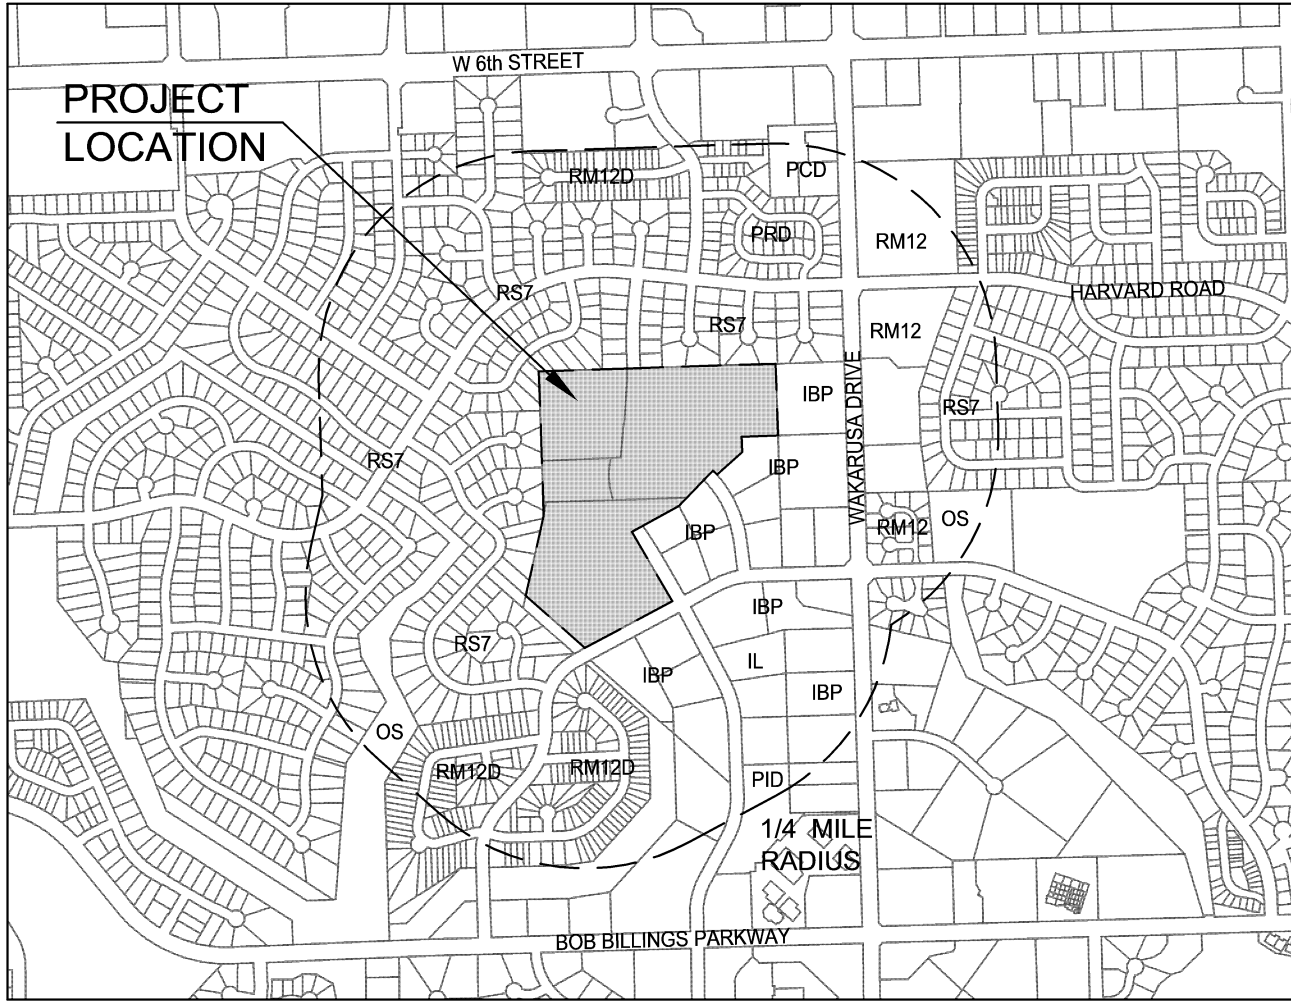 W 6th STREET
PROJECT
LOCATION
RM12D
PCD
PRD
RM12
RS7
HARVARD ROAD
RS7
RM12
WAKARUSA DRIVE
IBP
RS7
RS7
IBP
OS
RM12
IBP
IBP
RS7
IL
IBP
IBP
OS
RM12D
RM12D
PID
1/4 MILE
RADIUS
BOB BILLINGS PARKWAY